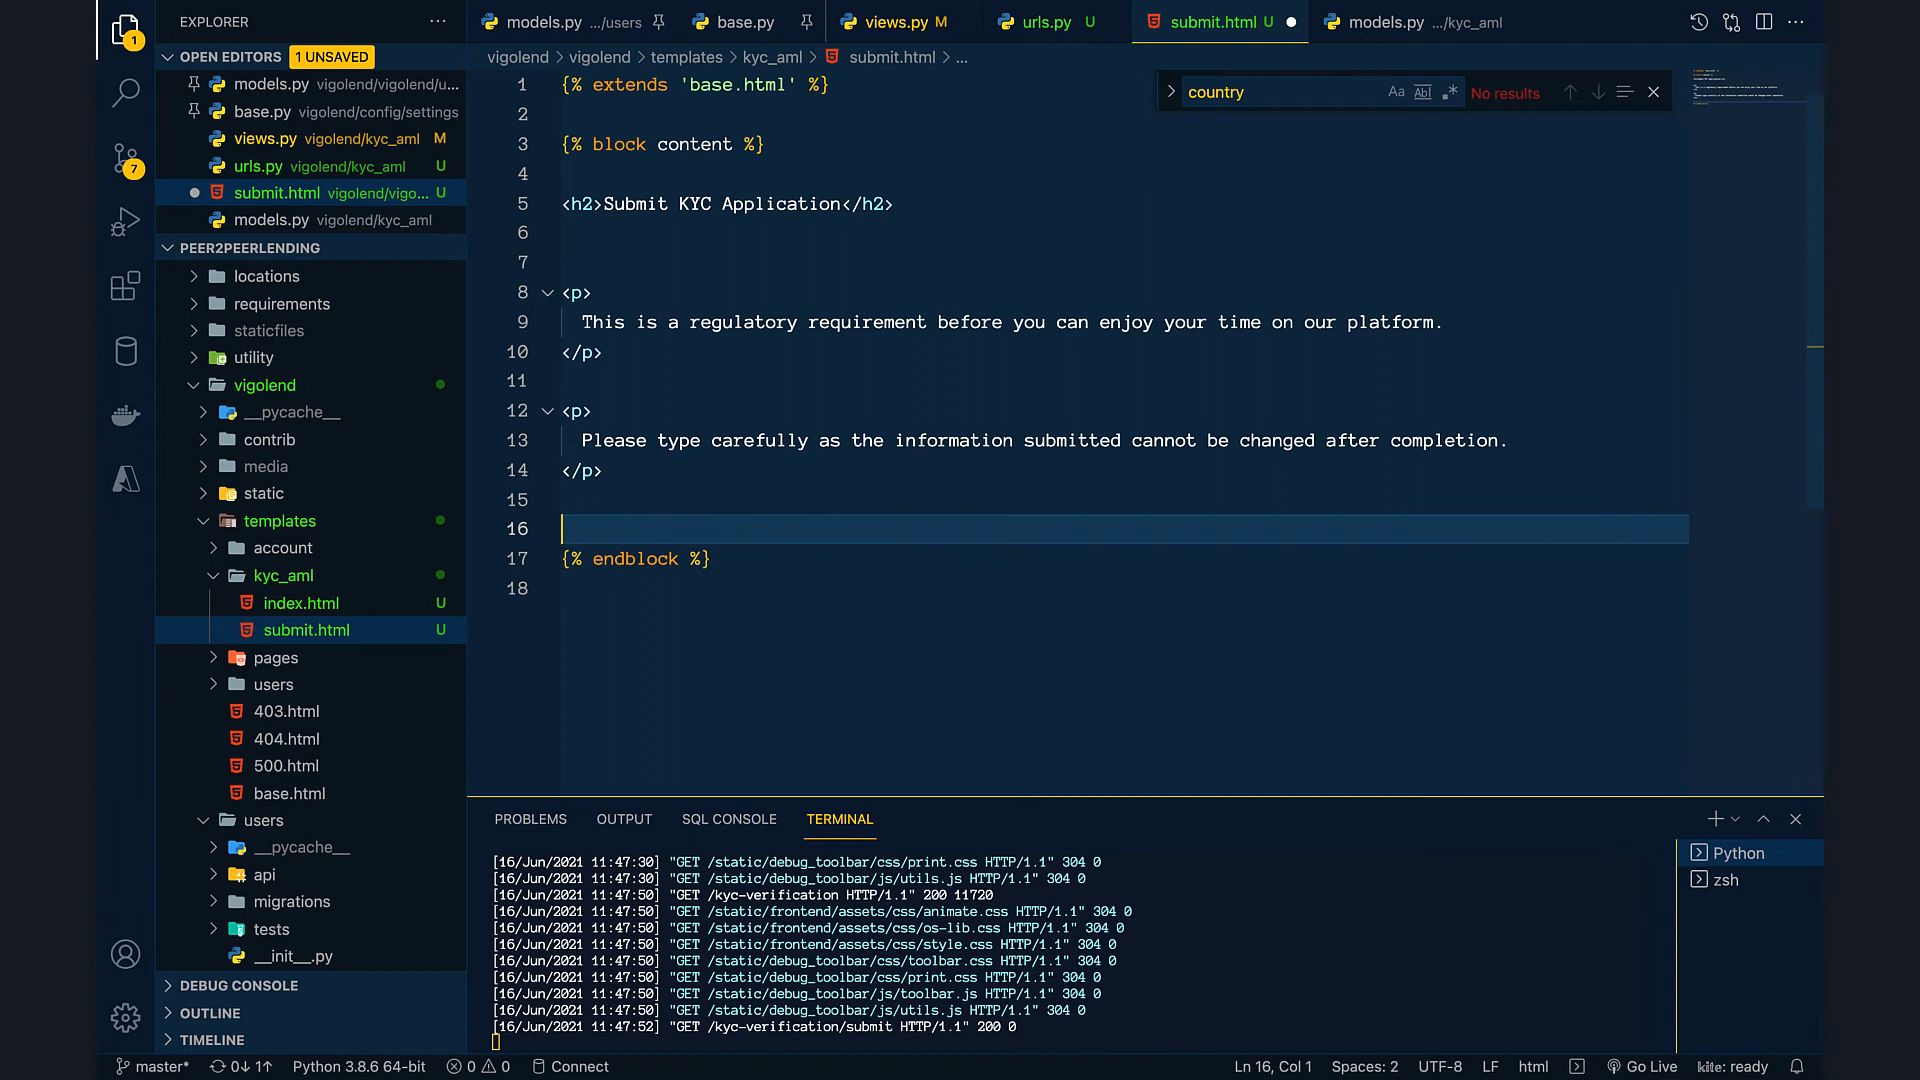 EXPLORER
OPEN EDITORS 1 UNSAVED
models.py vigolend/vigolend/u...
base.py vigolend/config/settings
views.py vigolend/kyc_aml M
urls.py vigolend/kyc_aml U
submit.html vigolend/vigo... U
models.py vigolend/kyc_aml
PEER2PEERLENDING
locations
requirements
staticfiles
utility
vigolend
__pycache__
contrib
media
static
templates
account
kyc_aml
index.html U
submit.html U
pages
users
403.html
404.html
500.html
base.html
users
__pycache__
api
migrations
tests
__init__.py
DEBUG CONSOLE
OUTLINE
TIMELINE
1
7
models.py .../users
base.py
views.py M
urls.py U
submit.html U
models.py .../kyc_aml
vigolend > vigolend > templates > kyc_aml > submit.html > ...
country Aa Abl No results
1 {% extends 'base.html' %}
2
3 {% block content %}
4
5 <h2>Submit KYC Application</h2>
6
7
8 <p>
9 This is a regulatory requirement before you can enjoy your time on our platform.
10 </p>
11
12 <p>
13 Please type carefully as the information submitted cannot be changed after completion.
14 </p>
15
16
17 {% endblock %}
18
PROBLEMS OUTPUT SQL CONSOLE TERMINAL
[16/Jun/2021 11:47:30] "GET /static/debug_toolbar/css/print.css HTTP/1.1" 304 0
[16/Jun/2021 11:47:30] "GET /static/debug_toolbar/js/utils.js HTTP/1.1" 304 0
[16/Jun/2021 11:47:50] "GET /kyc-verification HTTP/1.1" 200 11720
[16/Jun/2021 11:47:50] "GET /static/frontend/assets/css/animate.css HTTP/1.1" 304 0
[16/Jun/2021 11:47:50] "GET /static/frontend/assets/css/os-lib.css HTTP/1.1" 304 0
[16/Jun/2021 11:47:50] "GET /static/frontend/assets/css/style.css HTTP/1.1" 304 0
[16/Jun/2021 11:47:50] "GET /static/debug_toolbar/css/toolbar.css HTTP/1.1" 304 0
[16/Jun/2021 11:47:50] "GET /static/debug_toolbar/css/print.css HTTP/1.1" 304 0
[16/Jun/2021 11:47:50] "GET /static/debug_toolbar/js/toolbar.js HTTP/1.1" 304 0
[16/Jun/2021 11:47:50] "GET /static/debug_toolbar/js/utils.js HTTP/1.1" 304 0
[16/Jun/2021 11:47:52] "GET /kyc-verification/submit HTTP/1.1" 200 0
Python
zsh
master* 0↓ 1↑ Python 3.8.6 64-bit 0 0 Connect Ln 16, Col 1 Spaces: 2 UTF-8 LF html Go Live kite: ready